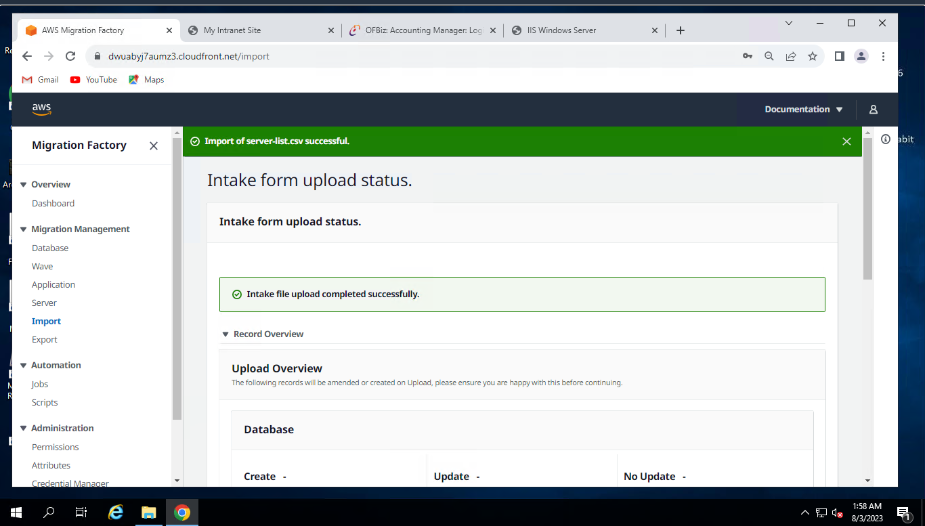 AWS Migration Factory
My Intranet Site
OFBiz: Accounting Manager: Log
IIS Windows Server
dwuabyj7aumz3.cloudfront.net/import
Gmail
YouTube
Maps
aws
Documentation
Migration Factory
Import of server-list.csv successful.
Intake form upload status.
Overview
Dashboard
Migration Management
Database
Wave
Application
Server
Import
Export
Automation
Jobs
Scripts
Administration
Permissions
Attributes
Credential Manager
Intake form upload status.
Intake file upload completed successfully.
Record Overview
Upload Overview
The following records will be amended or created on Upload, please ensure you are happy with this before continuing.
Database
Create -
Update -
No Update -
1:58 AM
8/3/2023
1